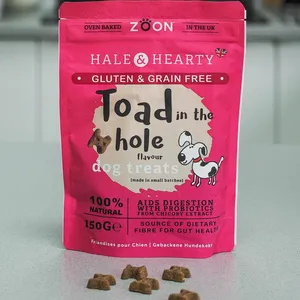 OVEN BAKED ZOON IN THE UK
HALE & HEARTY
GLUTEN & GRAIN FREE
Toad in the
hole
flavour
dog treats
(made in small batches)
100%
NATURAL
150G℮
AIDS DIGESTION
WITH PROBIOTICS
FROM CHICORY EXTRACT
SOURCE OF DIETARY
FIBRE FOR GUT HEALTH
Friandises pour Chien | Gebackene Hundekekse